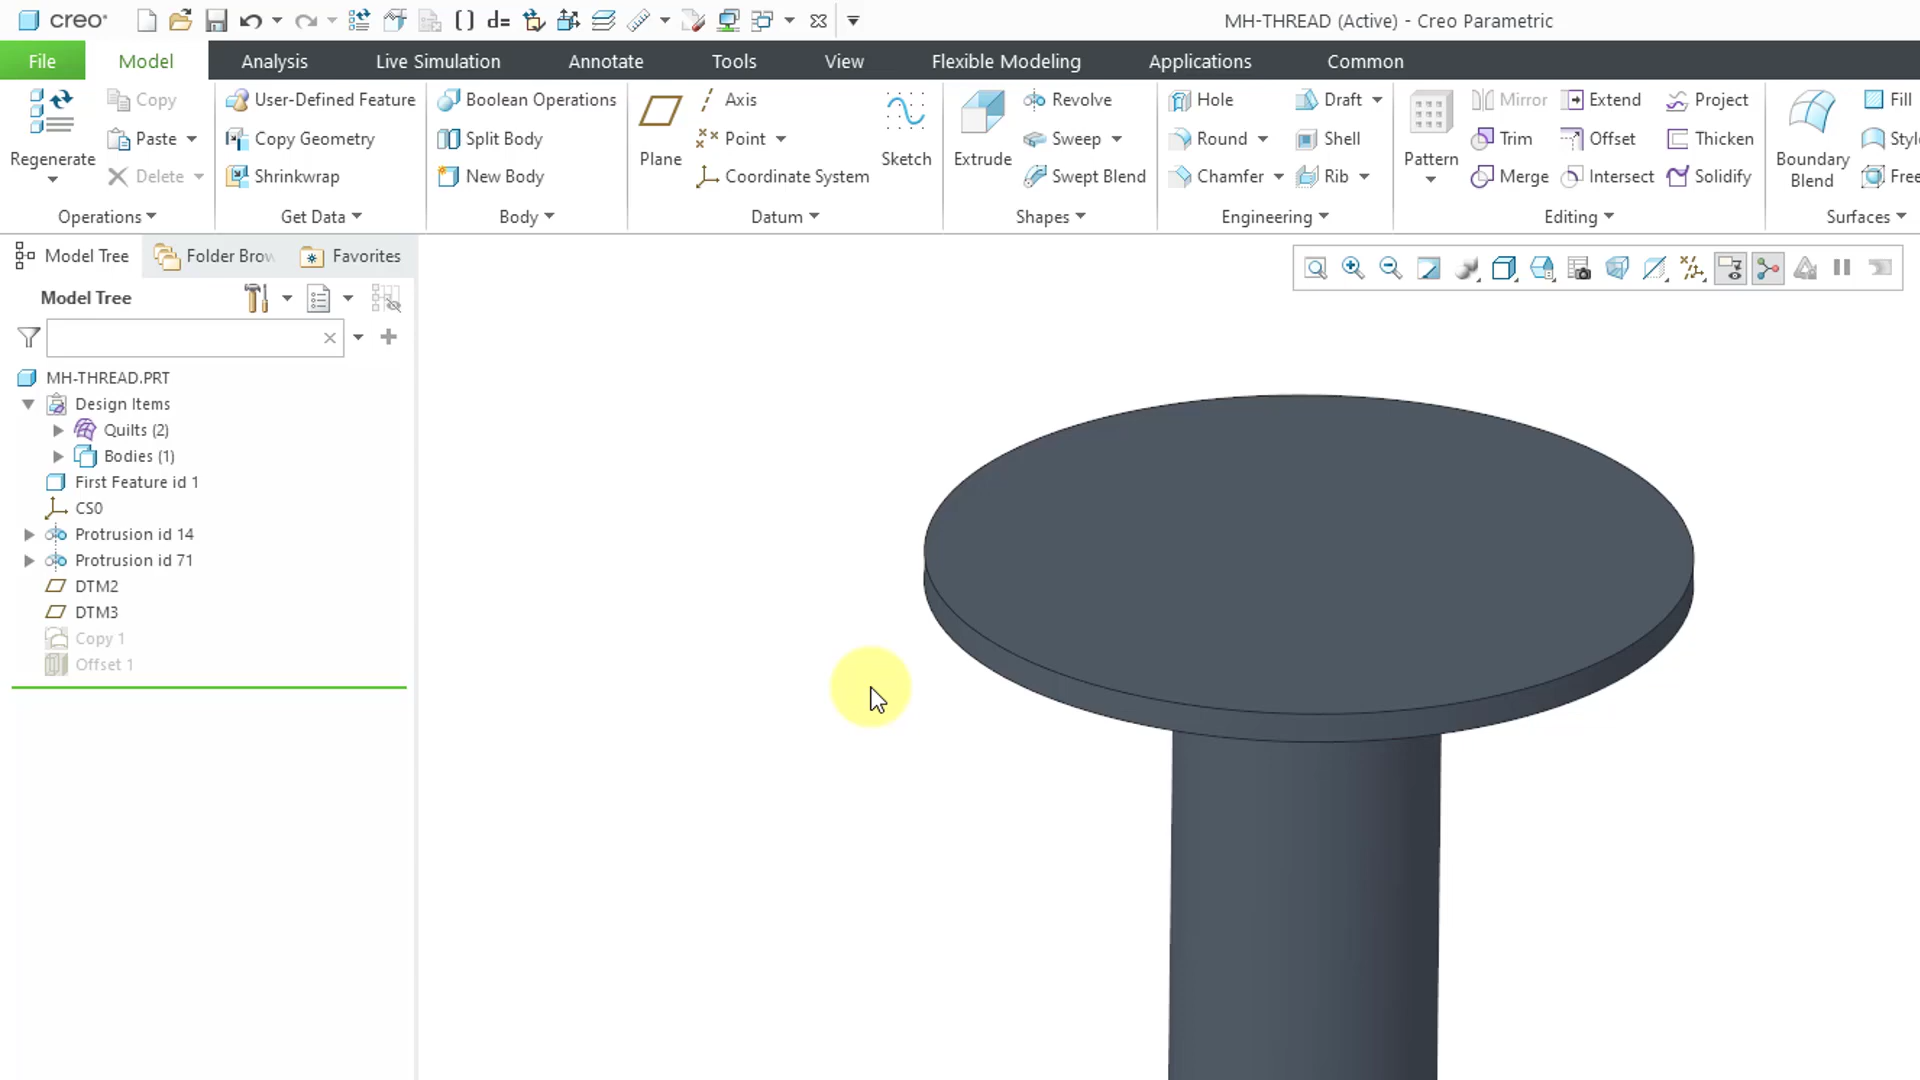 creo® d= MH-THREAD (Active) - Creo Parametric
File Model Analysis Live Simulation Annotate Tools View Flexible Modeling Applications Common
Copy User-Defined Feature Boolean Operations Axis Revolve Hole Draft Mirror Extend Project Fill
Paste Copy Geometry Split Body Point Sweep Round Shell Trim Offset Thicken
Regenerate Plane Sketch Extrude Pattern Boundary Blend
Delete Shrinkwrap New Body Coordinate System Swept Blend Chamfer Rib Merge Intersect Solidify
Operations Get Data Body Datum Shapes Engineering Editing Surfaces
Model Tree Folder Brow Favorites
Model Tree
MH-THREAD.PRT
Design Items
Quilts (2)
Bodies (1)
First Feature id 1
CS0
Protrusion id 14
Protrusion id 71
DTM2
DTM3
Copy 1
Offset 1